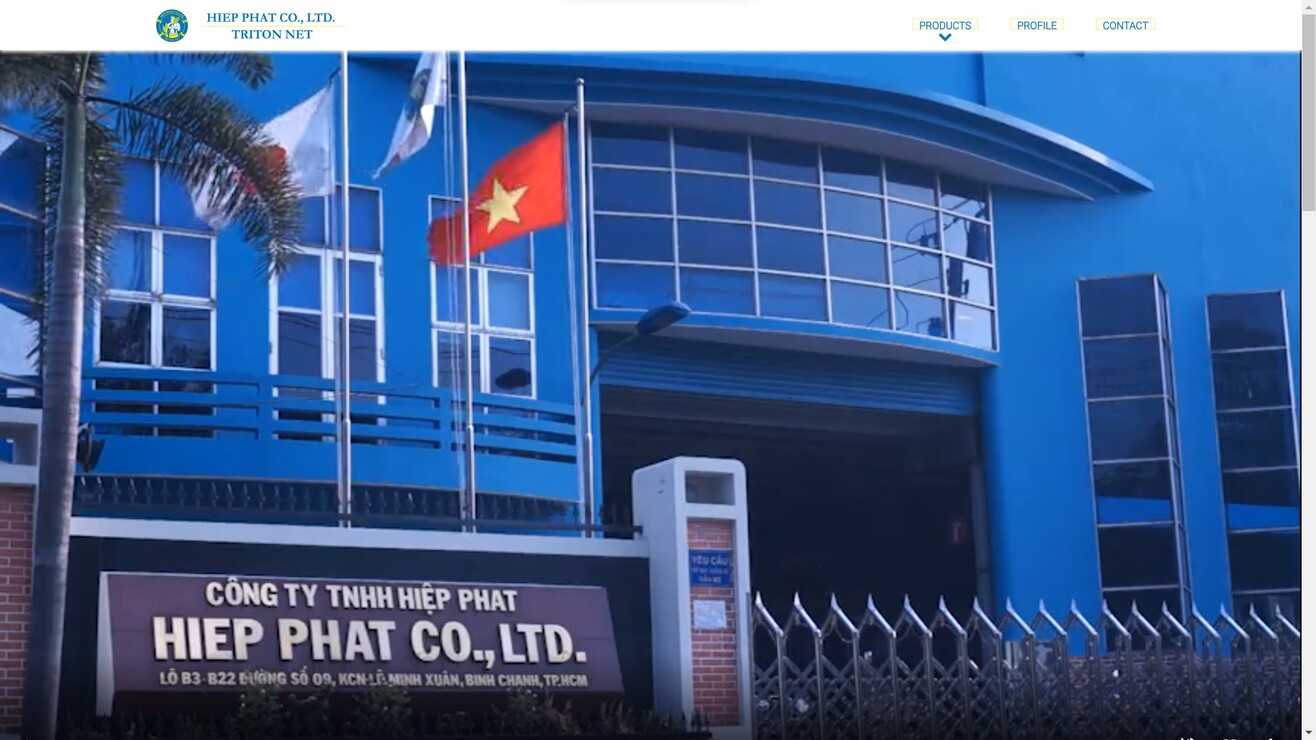 HIEP PHAT CO., LTD.
TRITON NET
PRODUCTS
PROFILE
CONTACT
YÊU CẦU
CÔNG TY TNHH HIỆP PHÁT
HIEP PHAT CO., LTD.
LÔ B3-B22 ĐƯỜNG SỐ 09, KCN LÊ MINH XUÂN, BÌNH CHÁNH, TP.HCM